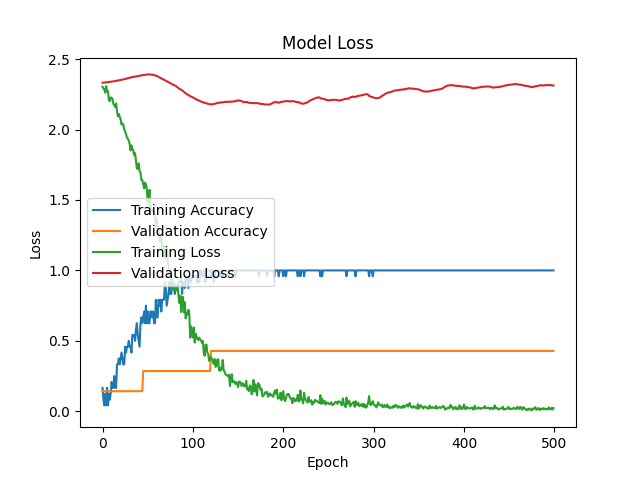 Model Loss
Loss
2.5
2.0
1.5
1.0
0.5
0.0
Training Accuracy
Validation Accuracy
Training Loss
Validation Loss
0
100
200
300
400
500
Epoch